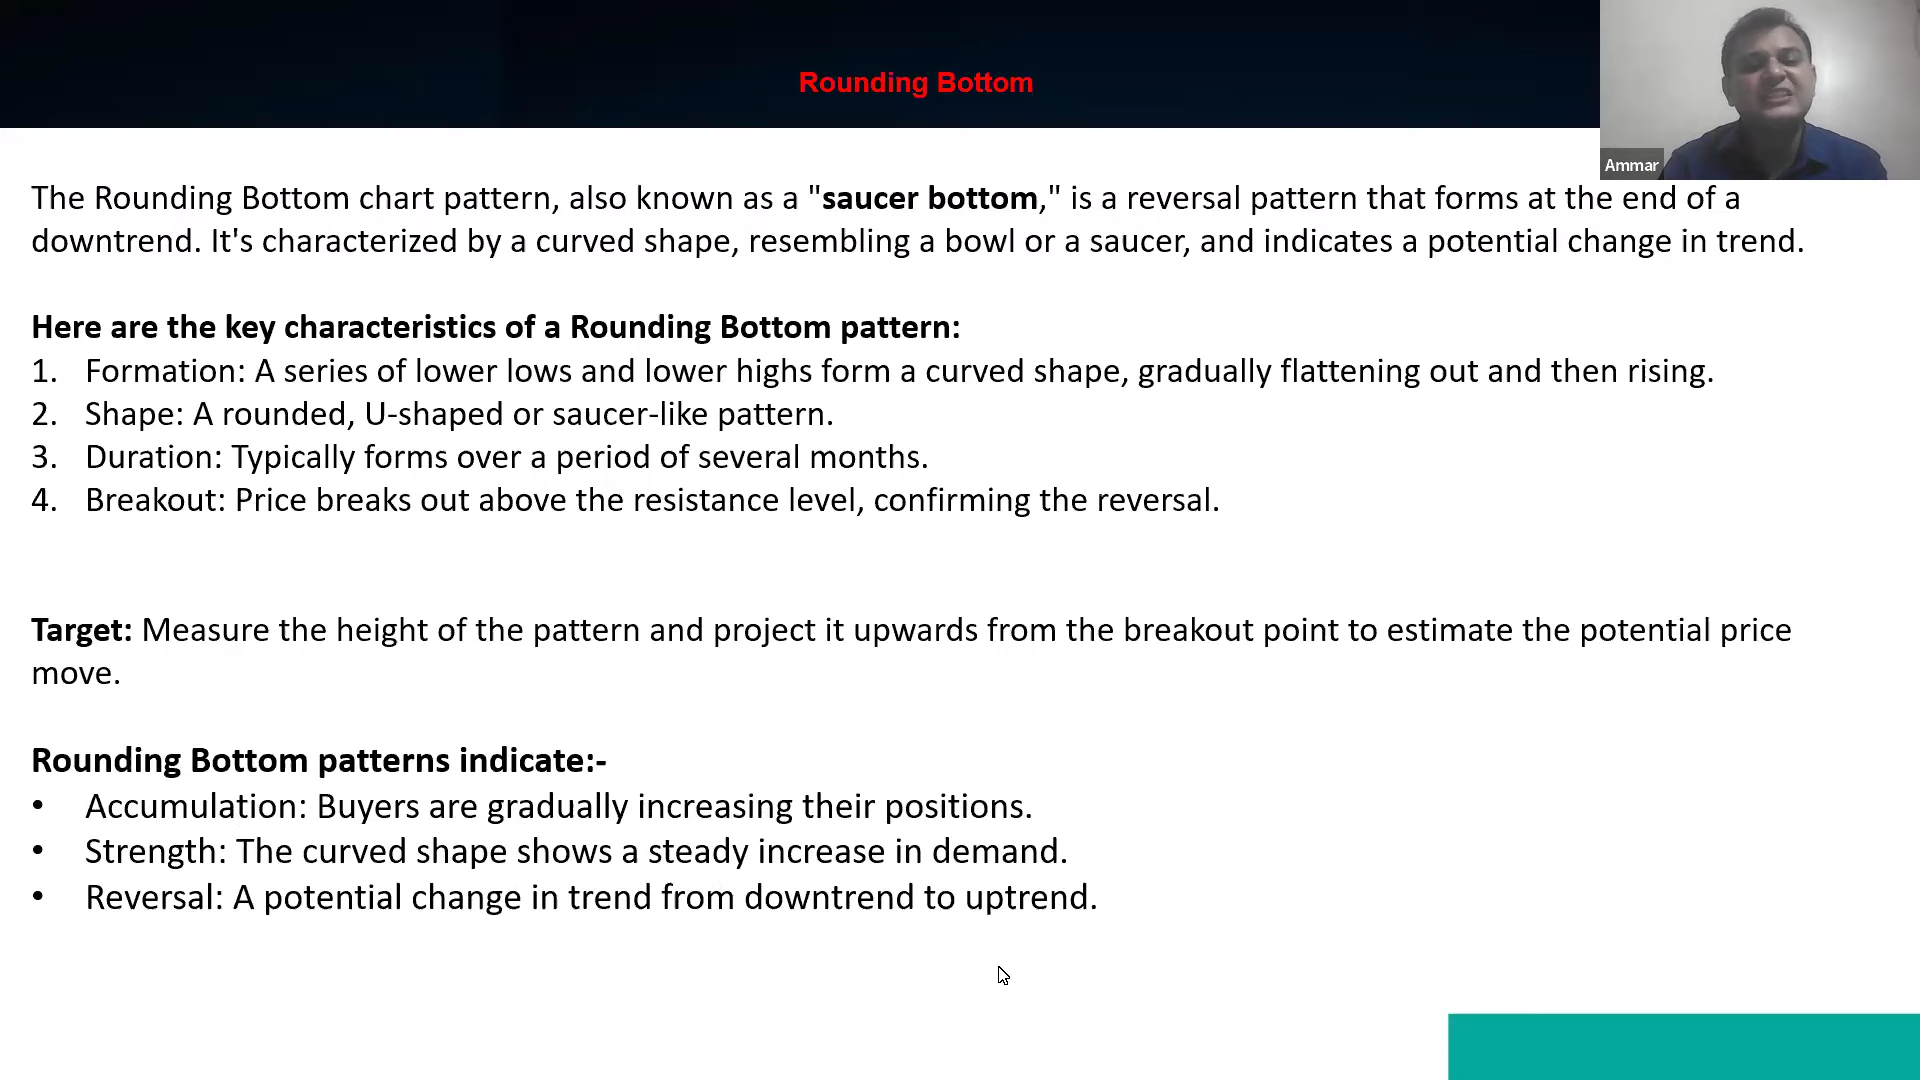 Rounding Bottom
Ammar
The Rounding Bottom chart pattern, also known as a "saucer bottom," is a reversal pattern that forms at the end of a
downtrend. It's characterized by a curved shape, resembling a bowl or a saucer, and indicates a potential change in trend.
Here are the key characteristics of a Rounding Bottom pattern:
1. Formation: A series of lower lows and lower highs form a curved shape, gradually flattening out and then rising.
2. Shape: A rounded, U-shaped or saucer-like pattern.
3. Duration: Typically forms over a period of several months.
4. Breakout: Price breaks out above the resistance level, confirming the reversal.
Target: Measure the height of the pattern and project it upwards from the breakout point to estimate the potential price
move.
Rounding Bottom patterns indicate:-
• Accumulation: Buyers are gradually increasing their positions.
• Strength: The curved shape shows a steady increase in demand.
• Reversal: A potential change in trend from downtrend to uptrend.